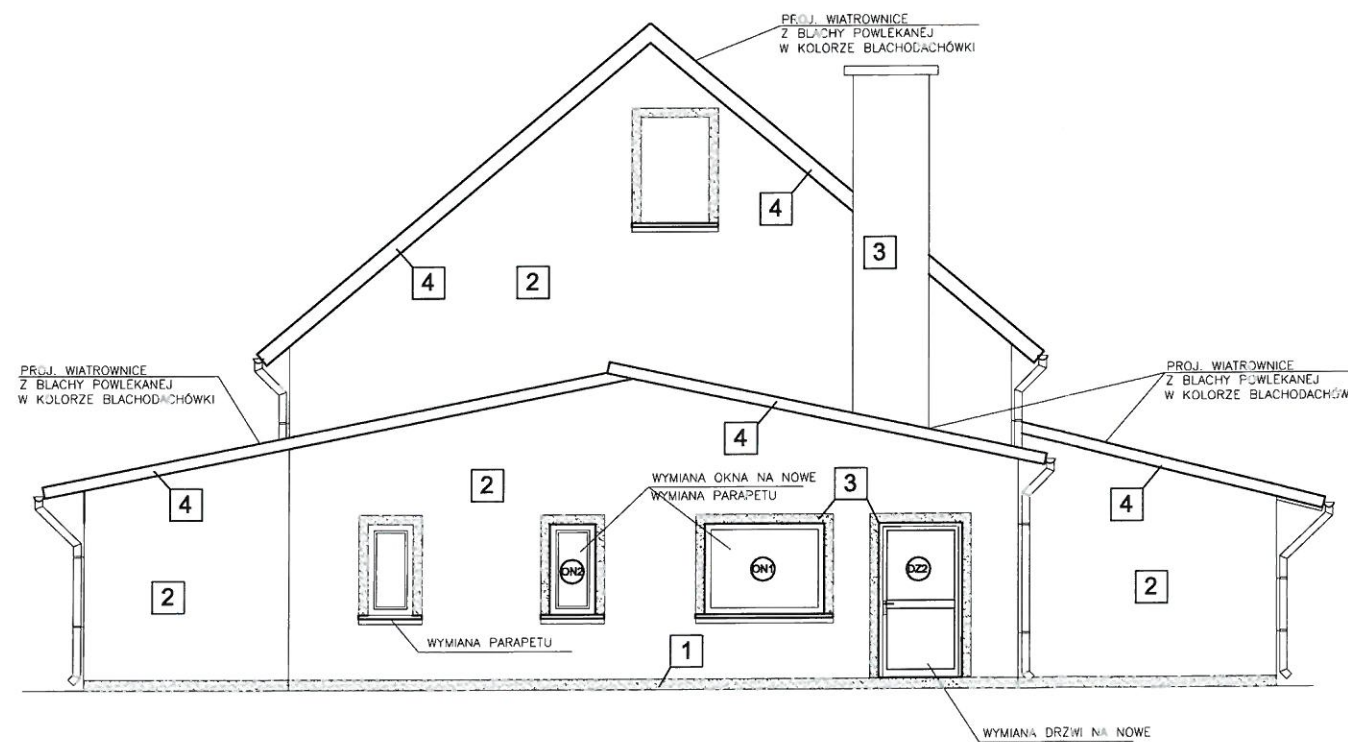 PROJ. WIATROWNICE
Z BLACHY POWLEKANEJ
W KOLORZE BLACHODACHÓWKI
4
3
4
2
PROJ. WIATROWNICE
Z BLACHY POWLEKANEJ
W KOLORZE BLACHODACHÓWKI
PROJ. WIATROWNICE
Z BLACHY POWLEKANEJ
W KOLORZE BLACHODACHÓW
4
4
2
WYMIANA OKNA NA NOWE
WYMIANA PARAPETU
3
4
ON2
ON1
DZ2
2
2
WYMIANA PARAPETU
1
WYMIANA DRZWI NA NOWE